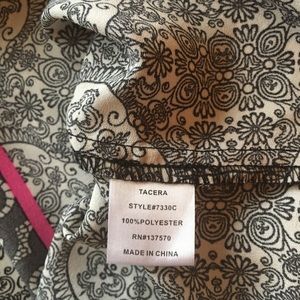 TACERA
STYLE#7330C
100%POLYESTER
RN#137570
MADE IN CHINA